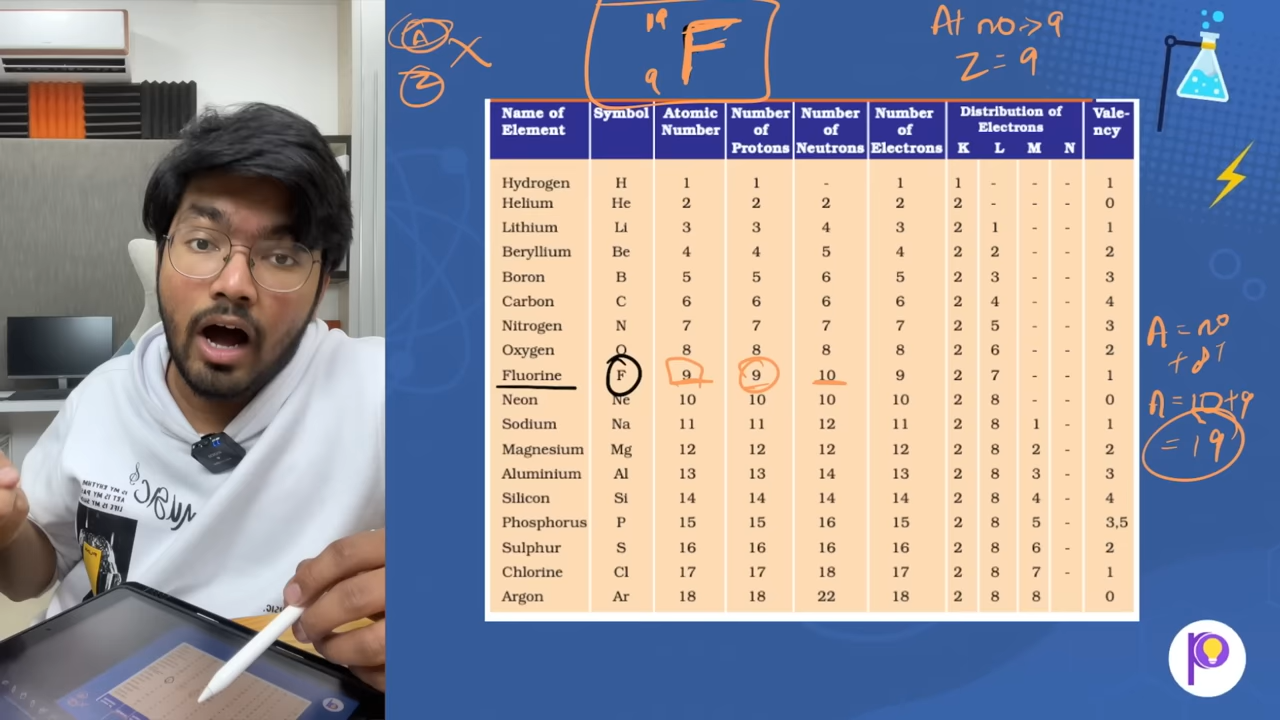 A X
Z
19
F
9
At no → 9
Z = 9
Name of Element Symbol Atomic Number Number of Protons Number of Neutrons Number of Electrons Distribution of Electrons Vale-ncy
K L M N
Hydrogen H 1 1 - 1 1 - - - 1
Helium He 2 2 2 2 2 - - - 0
Lithium Li 3 3 4 3 2 1 - - 1
Beryllium Be 4 4 5 4 2 2 - - 2
Boron B 5 5 6 5 2 3 - - 3
Carbon C 6 6 6 6 2 4 - - 4
Nitrogen N 7 7 7 7 2 5 - - 3
Oxygen O 8 8 8 8 2 6 - - 2
Fluorine F 9 9 10 9 2 7 - - 1
Neon Ne 10 10 10 10 2 8 - - 0
Sodium Na 11 11 12 11 2 8 1 - 1
Magnesium Mg 12 12 12 12 2 8 2 - 2
Aluminium Al 13 13 14 13 2 8 3 - 3
Silicon Si 14 14 14 14 2 8 4 - 4
Phosphorus P 15 15 16 15 2 8 5 - 3,5
Sulphur S 16 16 16 16 2 8 6 - 2
Chlorine Cl 17 17 18 17 2 8 7 - 1
Argon Ar 18 18 22 18 2 8 8 0
A = n°
+ p
A = 10+9
= 19
MUSIC
P